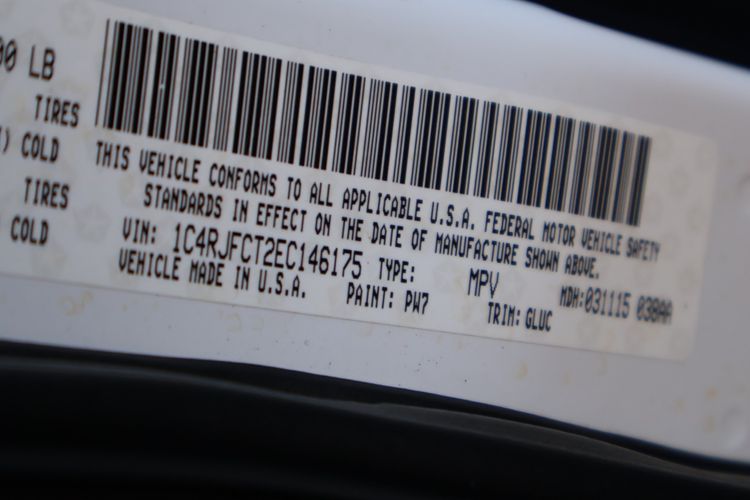 00 LB
TIRES
) COLD
TIRES
) COLD
THIS VEHICLE CONFORMS TO ALL APPLICABLE U.S.A. FEDERAL MOTOR VEHICLE SAFETY
STANDARDS IN EFFECT ON THE DATE OF MANUFACTURE SHOWN ABOVE.
VIN: 1C4RJFCT2EC146175 TYPE: MPV MDH:031115 038AA
VEHICLE MADE IN U.S.A. PAINT: PW7 TRIM: GLUC